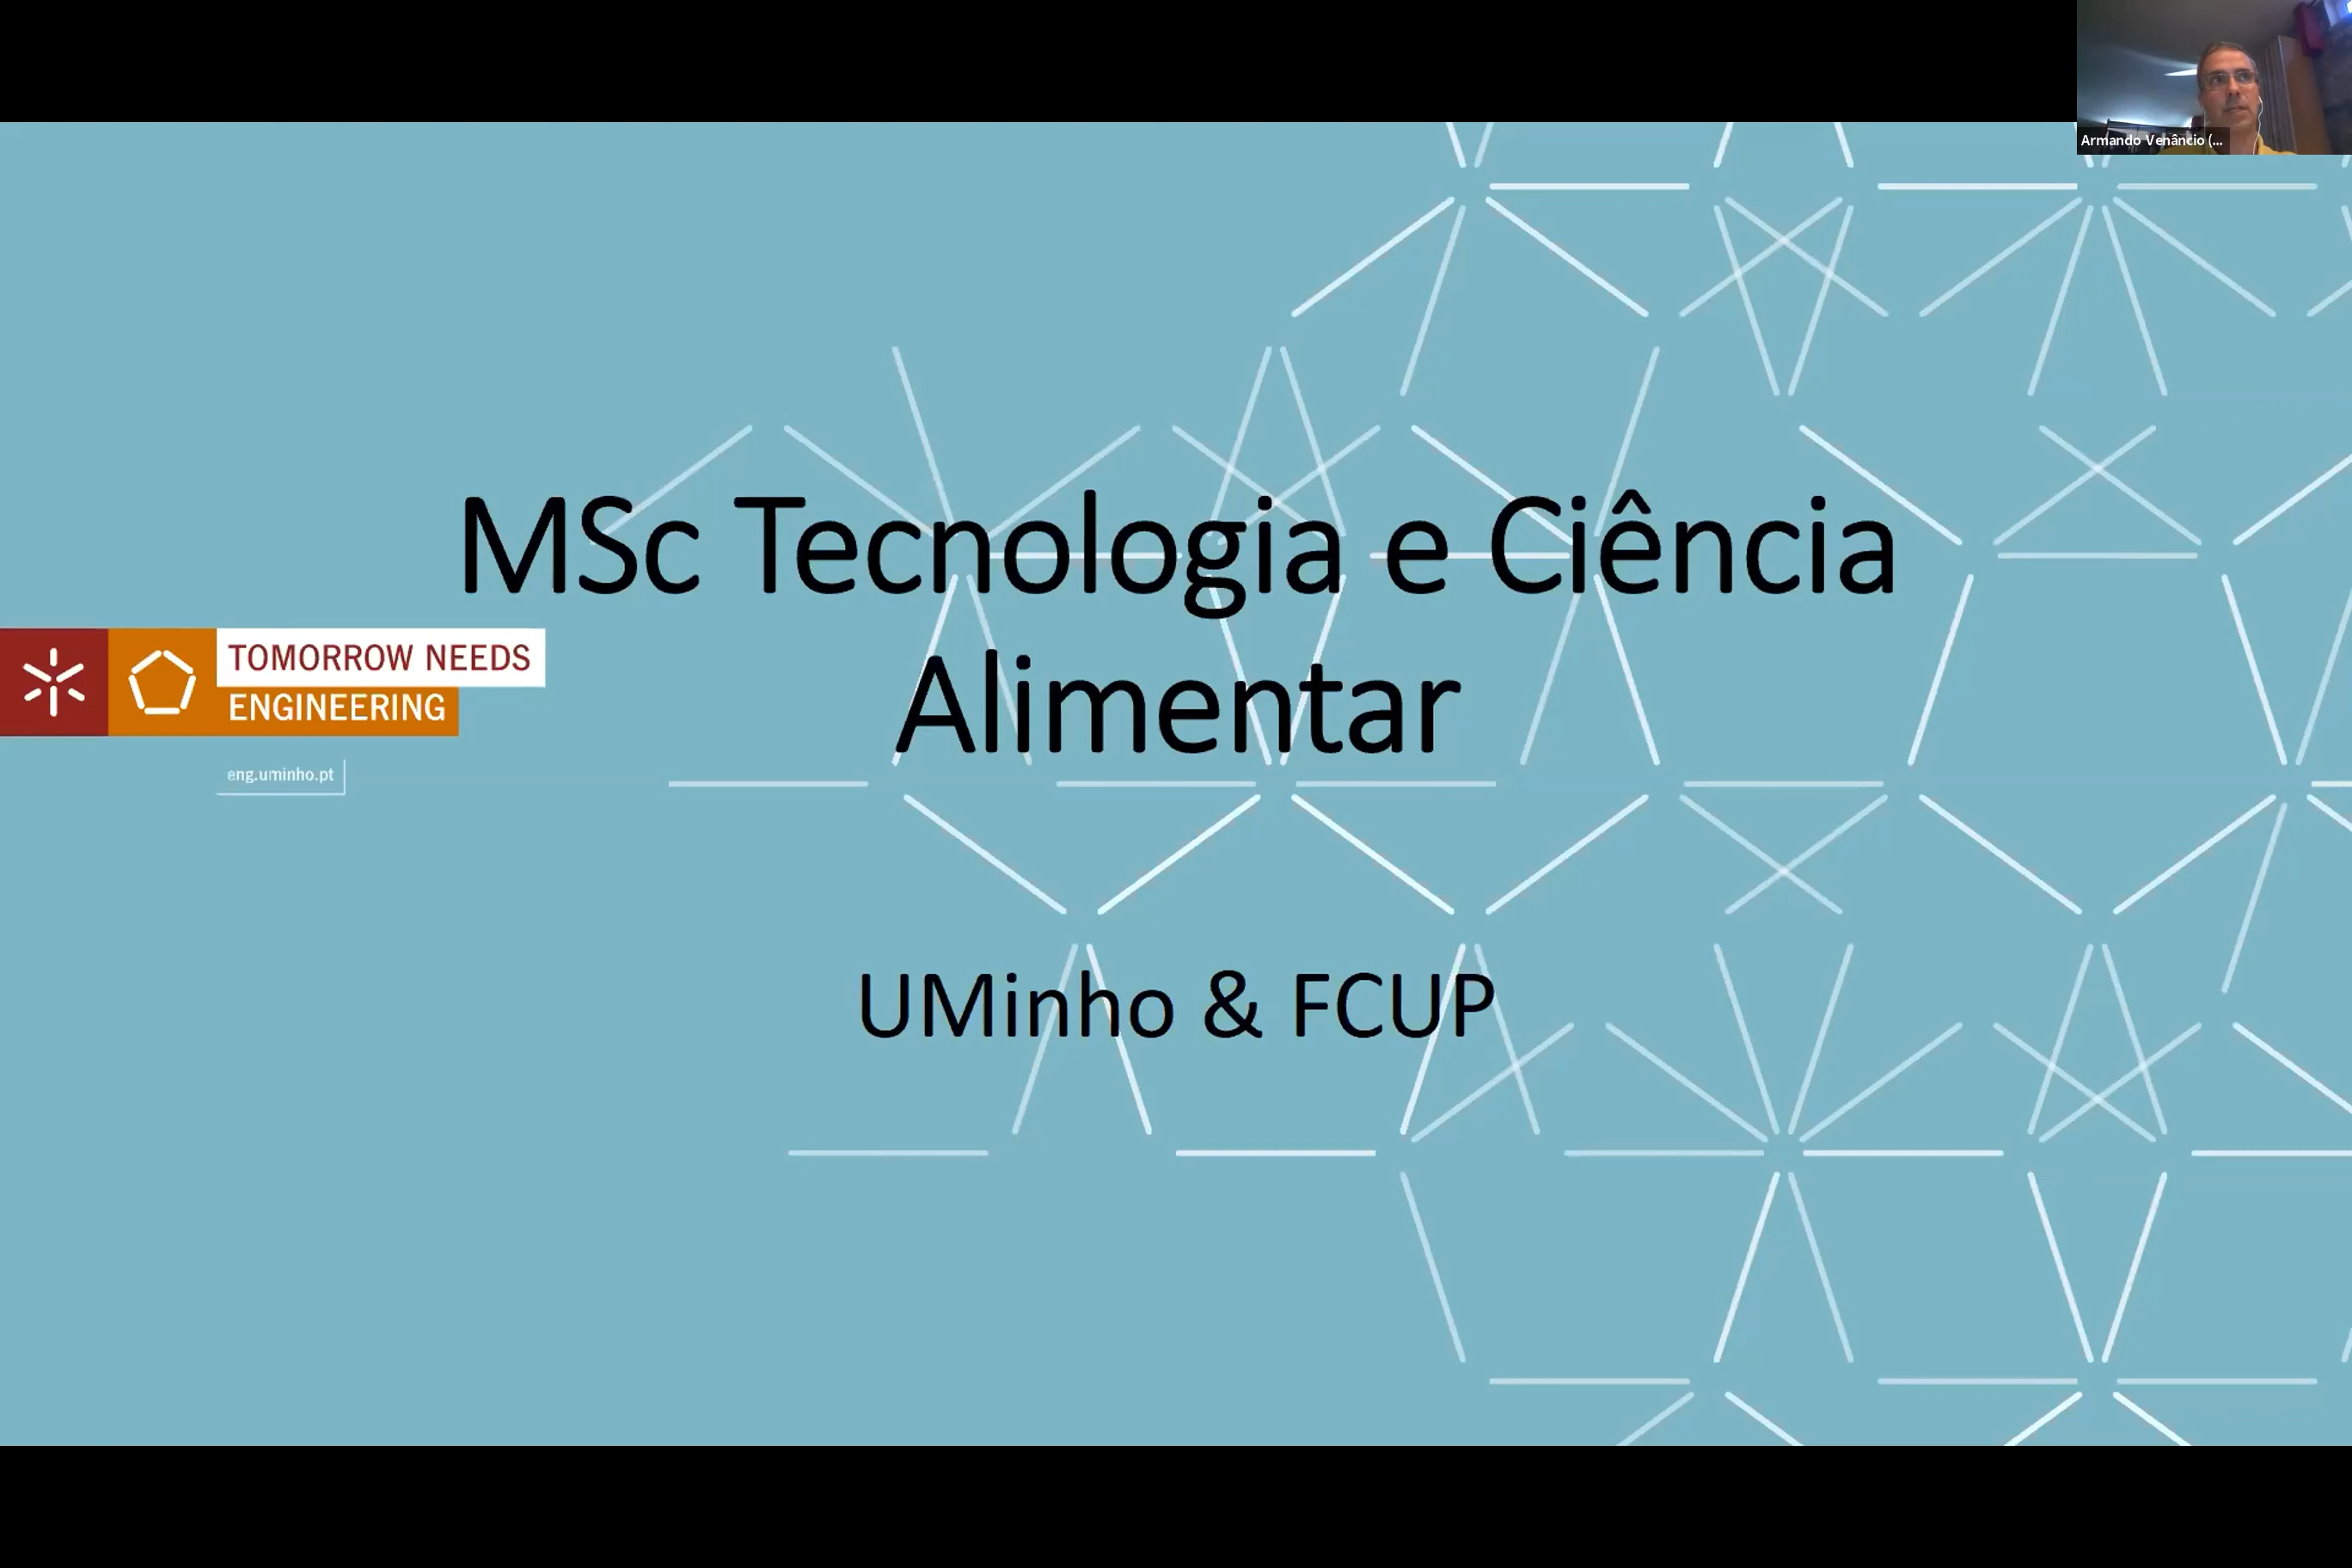 Armando Venâncio (...
MSc Tecnologia e Ciência
Alimentar
TOMORROW NEEDS
ENGINEERING
eng.uminho.pt
UMinho & FCUP